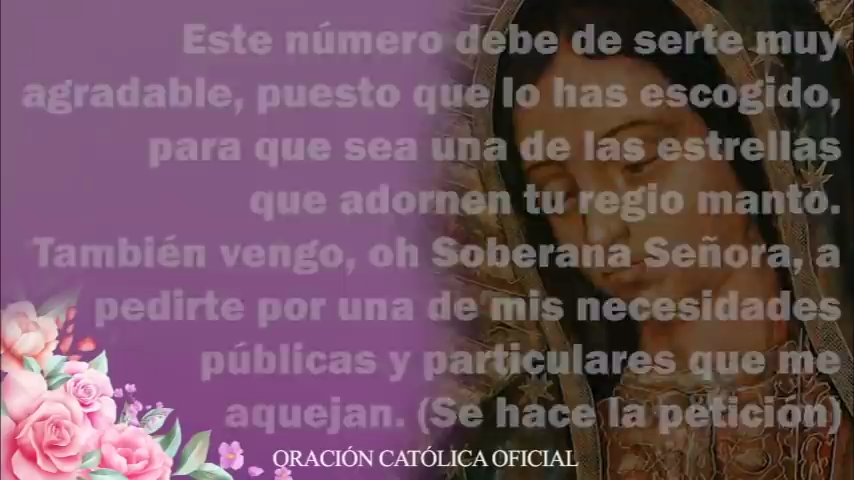 Este número debe de serte muy
agradable, puesto que lo has escogido,
para que sea una de las estrellas
que adornen tu regio manto.
También vengo, oh Soberana Señora, a
pedirte por una de mis necesidades
públicas y particulares que me
aquejan. (Se hace la petición)
ORACIÓN CATÓLICA OFICIAL